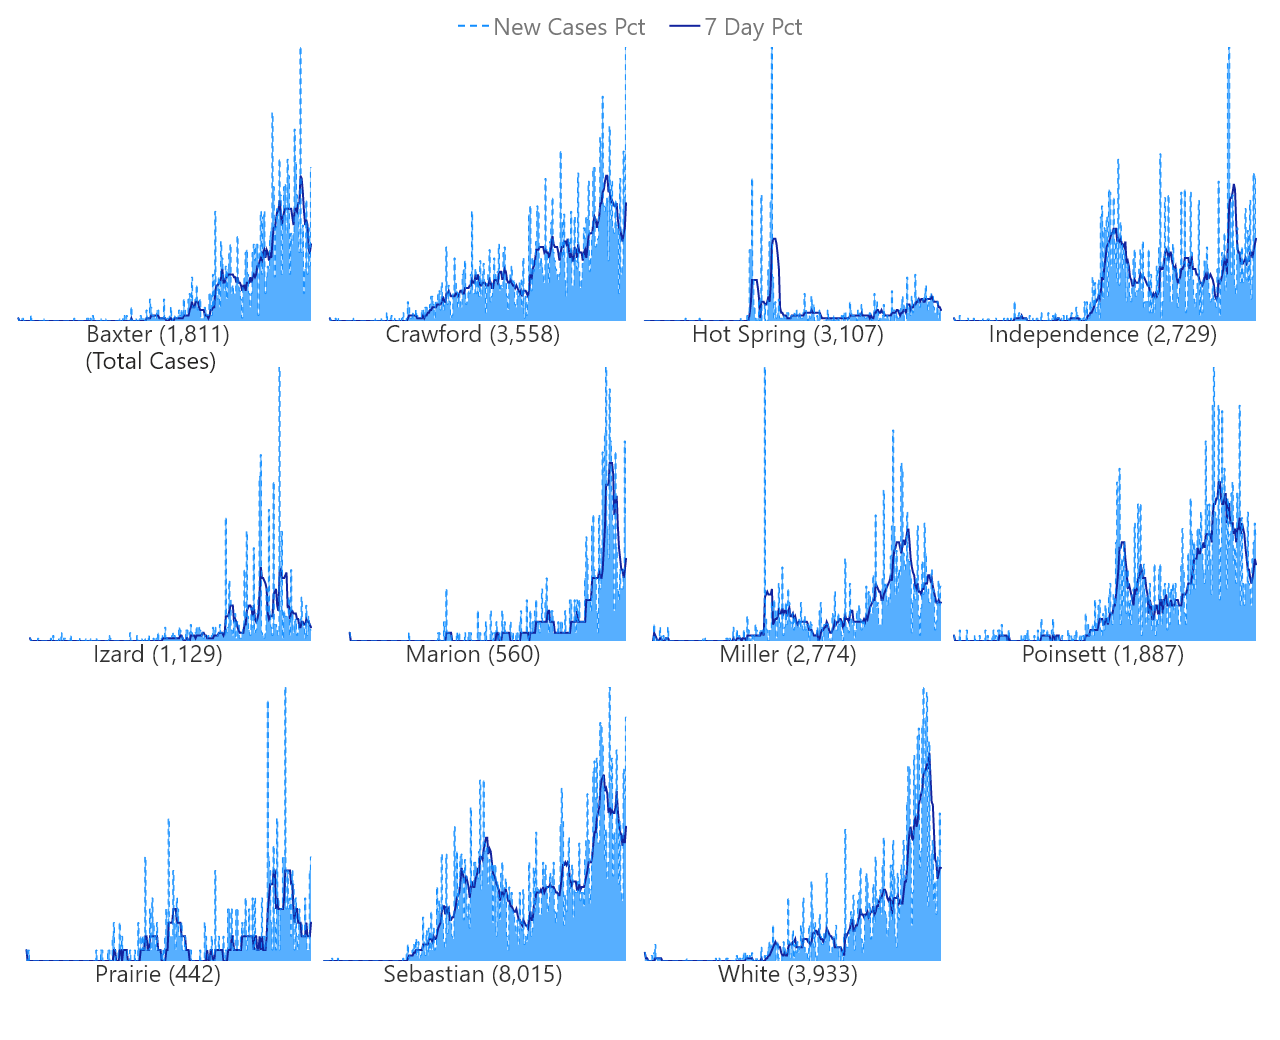 New Cases Pct 7 Day Pct
Baxter (1,811) Crawford (3,558) Hot Spring (3,107) Independence (2,729)
(Total Cases)
Izard (1,129) Marion (560) Miller (2,774) Poinsett (1,887)
Prairie (442) Sebastian (8,015) White (3,933)